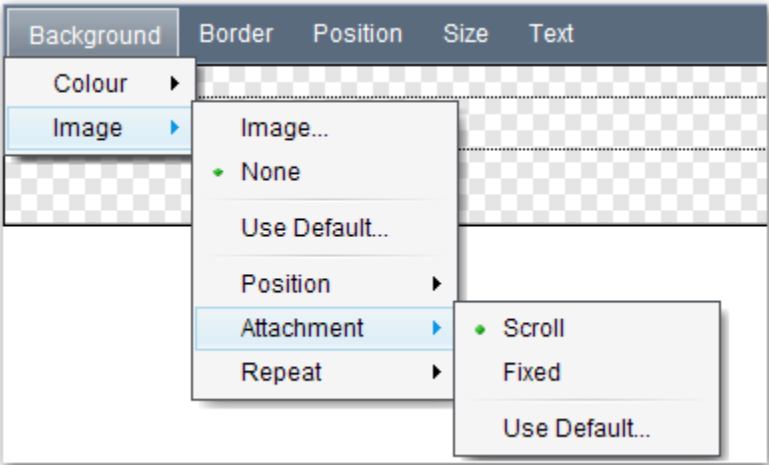 Background Border Position Size Text
Colour
Image
Image...
None
Use Default...
Position
Attachment
Repeat
Scroll
Fixed
Use Default...